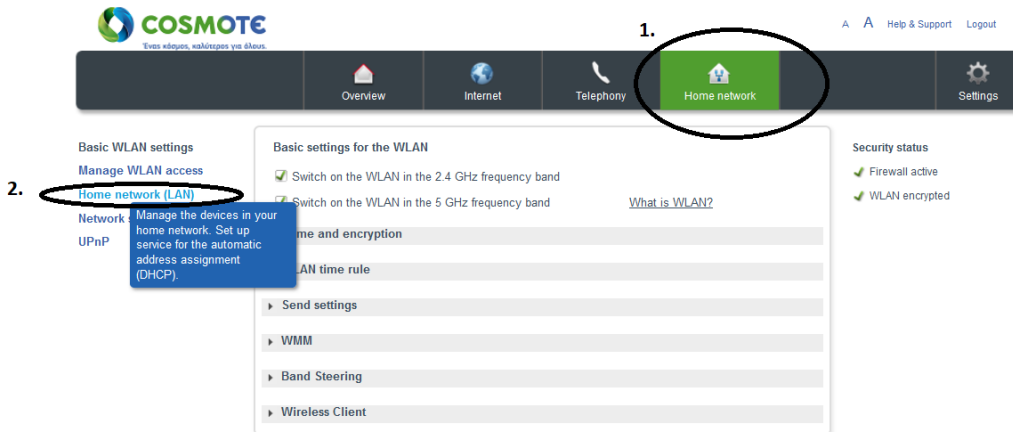 COSMOTE
Ένας κόσμος, καλύτερος για όλους.
1.
A A Help & Support Logout
Overview
Internet
Telephony
Home network
Settings
Basic WLAN settings
Manage WLAN access
2.
Home network (LAN)
Network
UPnP
Manage the devices in your
home network. Set up
service for the automatic
address assignment
(DHCP).
Basic settings for the WLAN
Switch on the WLAN in the 2.4 GHz frequency band
Switch on the WLAN in the 5 GHz frequency band What is WLAN?
me and encryption
LAN time rule
Send settings
WMM
Band Steering
Wireless Client
Security status
Firewall active
WLAN encrypted